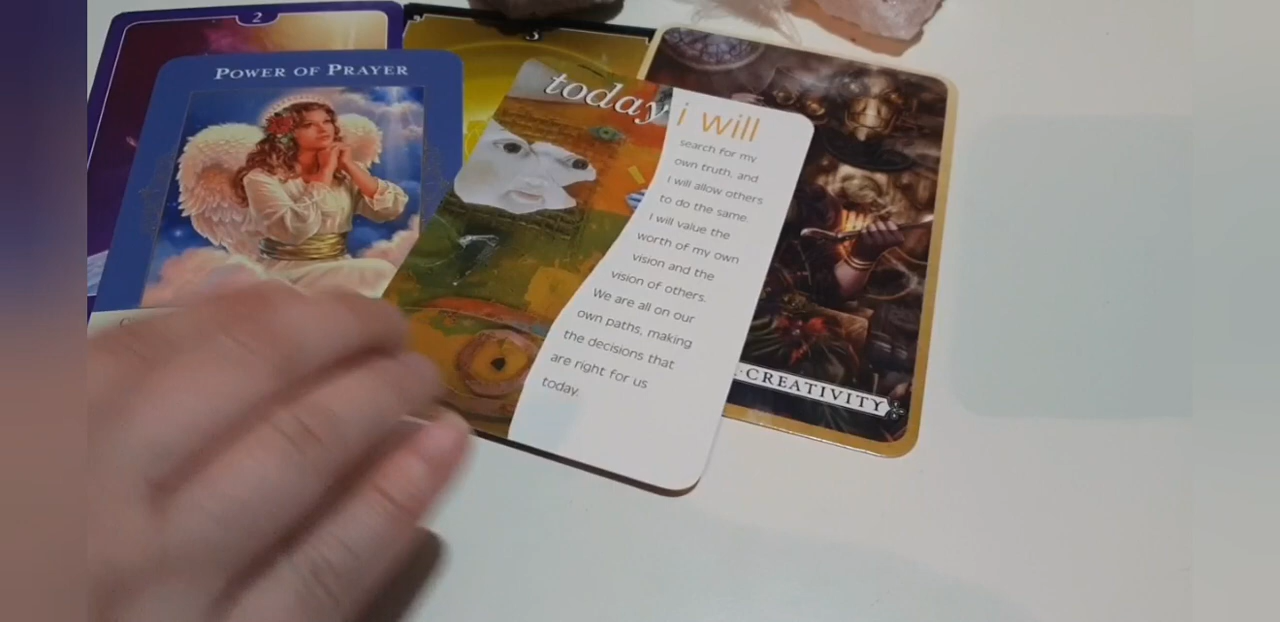 2
3
POWER OF PRAYER
today i will
search for my
own truth, and
I will allow others
to do the same.
I will value the
worth of my own
vision and the
vision of others.
We are all on our
own paths, making
the decisions that
are right for us
today.
CREATIVITY